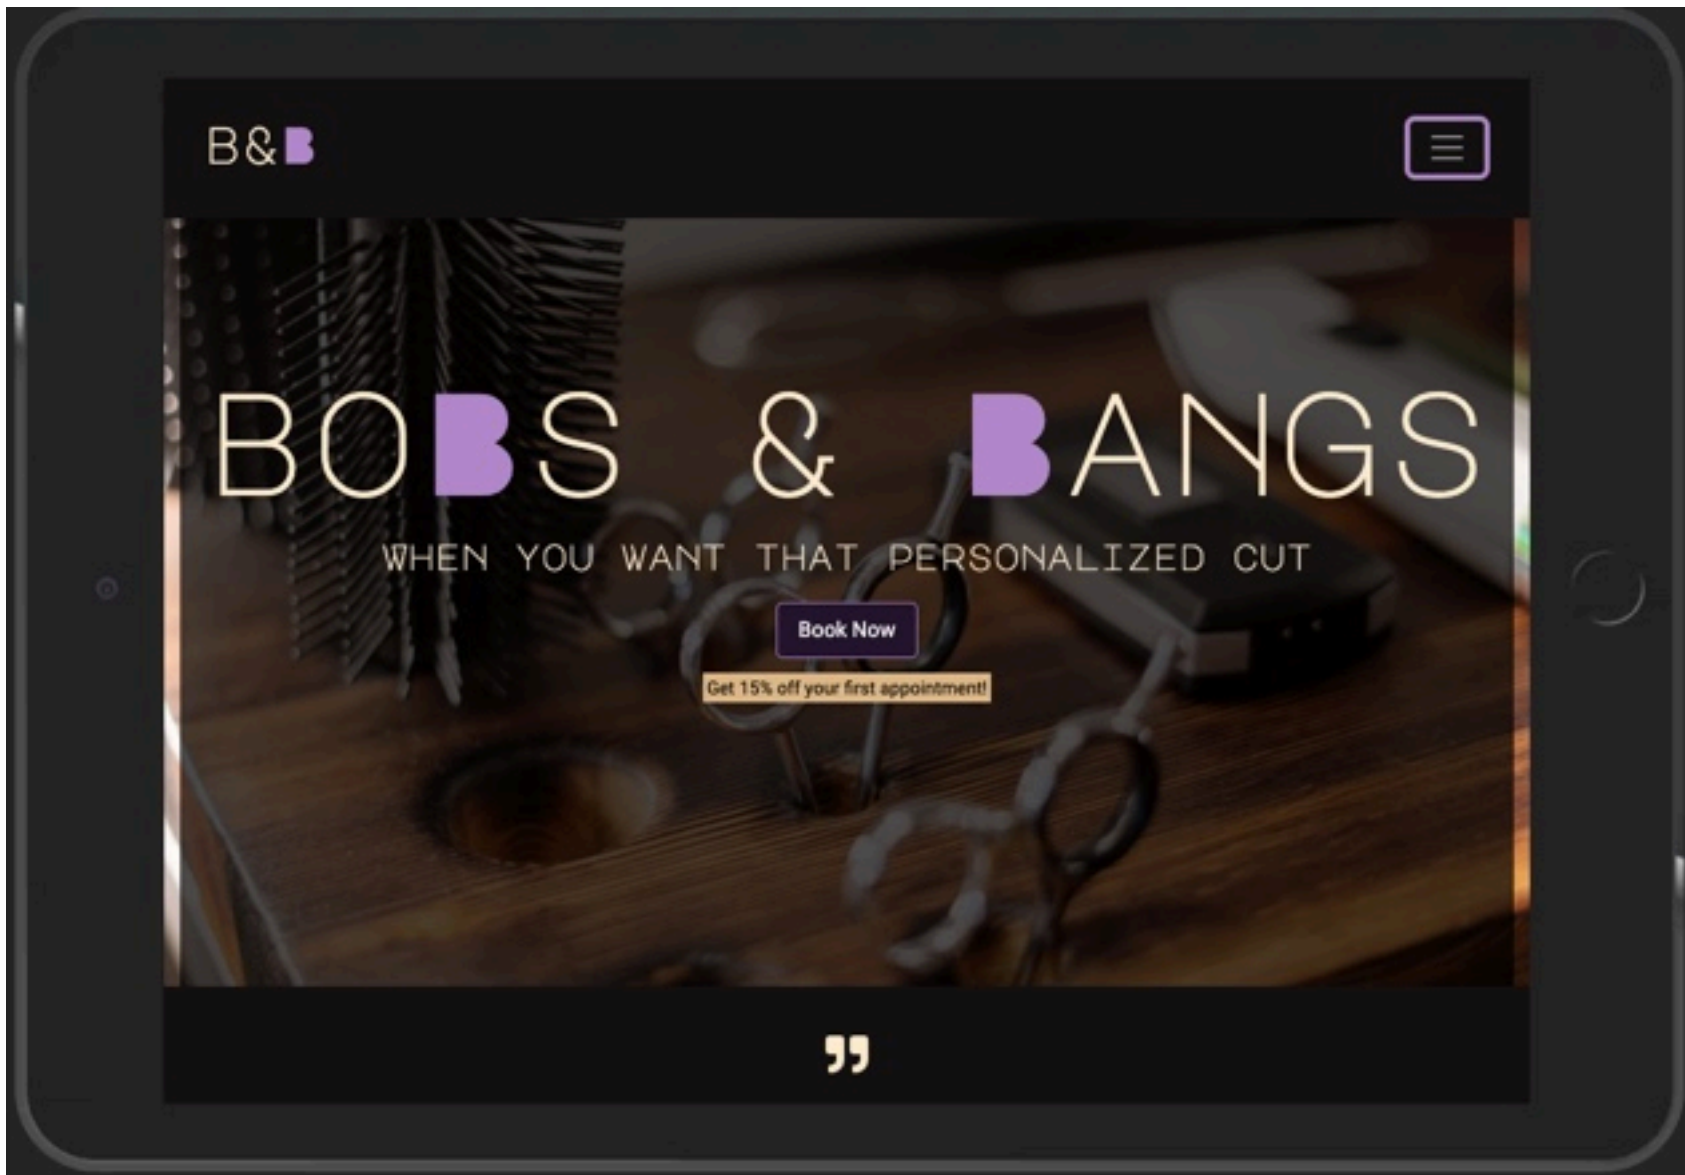 B&B
BOBS & BANGS
WHEN YOU WANT THAT PERSONALIZED CUT
Book Now
Get 15% off your first appointment!
”